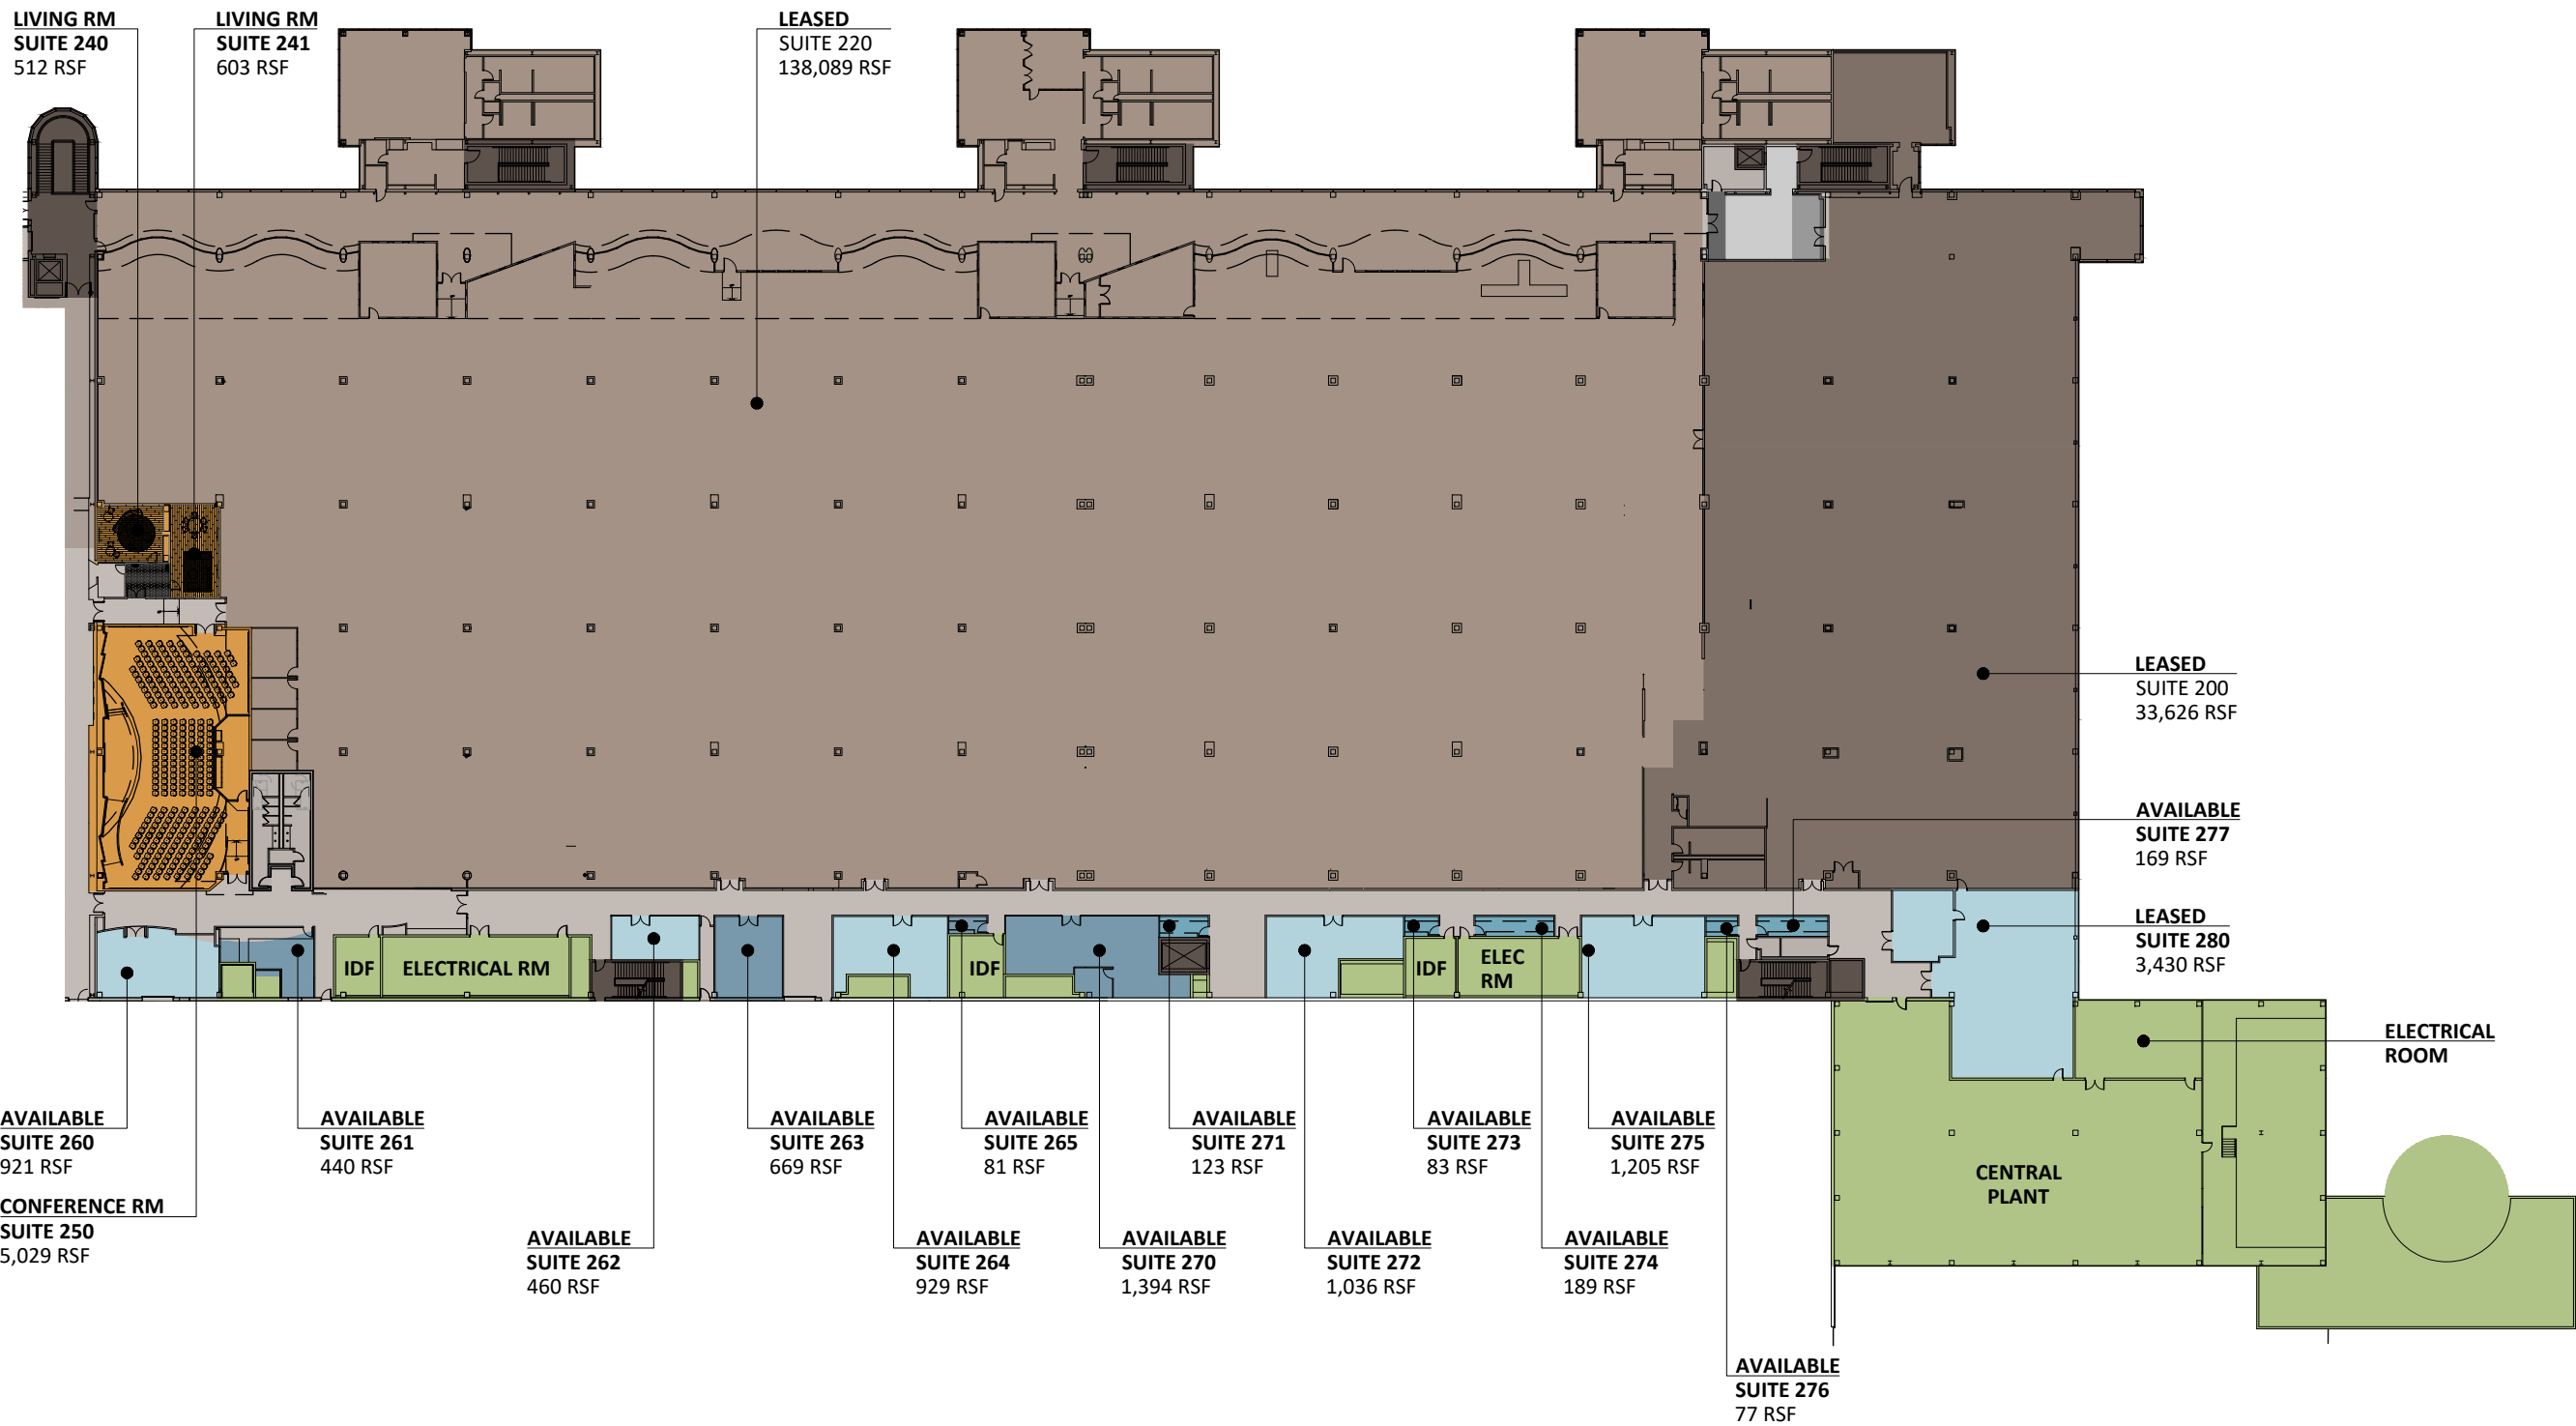 LIVING RM
SUITE 240
512 RSF
LIVING RM
SUITE 241
603 RSF
LEASED
SUITE 220
138,089 RSF
LEASED
SUITE 200
33,626 RSF
AVAILABLE
SUITE 277
169 RSF
LEASED
SUITE 280
3,430 RSF
IDF
ELECTRICAL RM
IDF
IDF
ELEC
RM
ELECTRICAL
ROOM
CENTRAL
PLANT
AVAILABLE
SUITE 260
921 RSF
AVAILABLE
SUITE 261
440 RSF
AVAILABLE
SUITE 263
669 RSF
AVAILABLE
SUITE 265
81 RSF
AVAILABLE
SUITE 271
123 RSF
AVAILABLE
SUITE 273
83 RSF
AVAILABLE
SUITE 275
1,205 RSF
CONFERENCE RM
SUITE 250
5,029 RSF
AVAILABLE
SUITE 262
460 RSF
AVAILABLE
SUITE 264
929 RSF
AVAILABLE
SUITE 270
1,394 RSF
AVAILABLE
SUITE 272
1,036 RSF
AVAILABLE
SUITE 274
189 RSF
AVAILABLE
SUITE 276
77 RSF